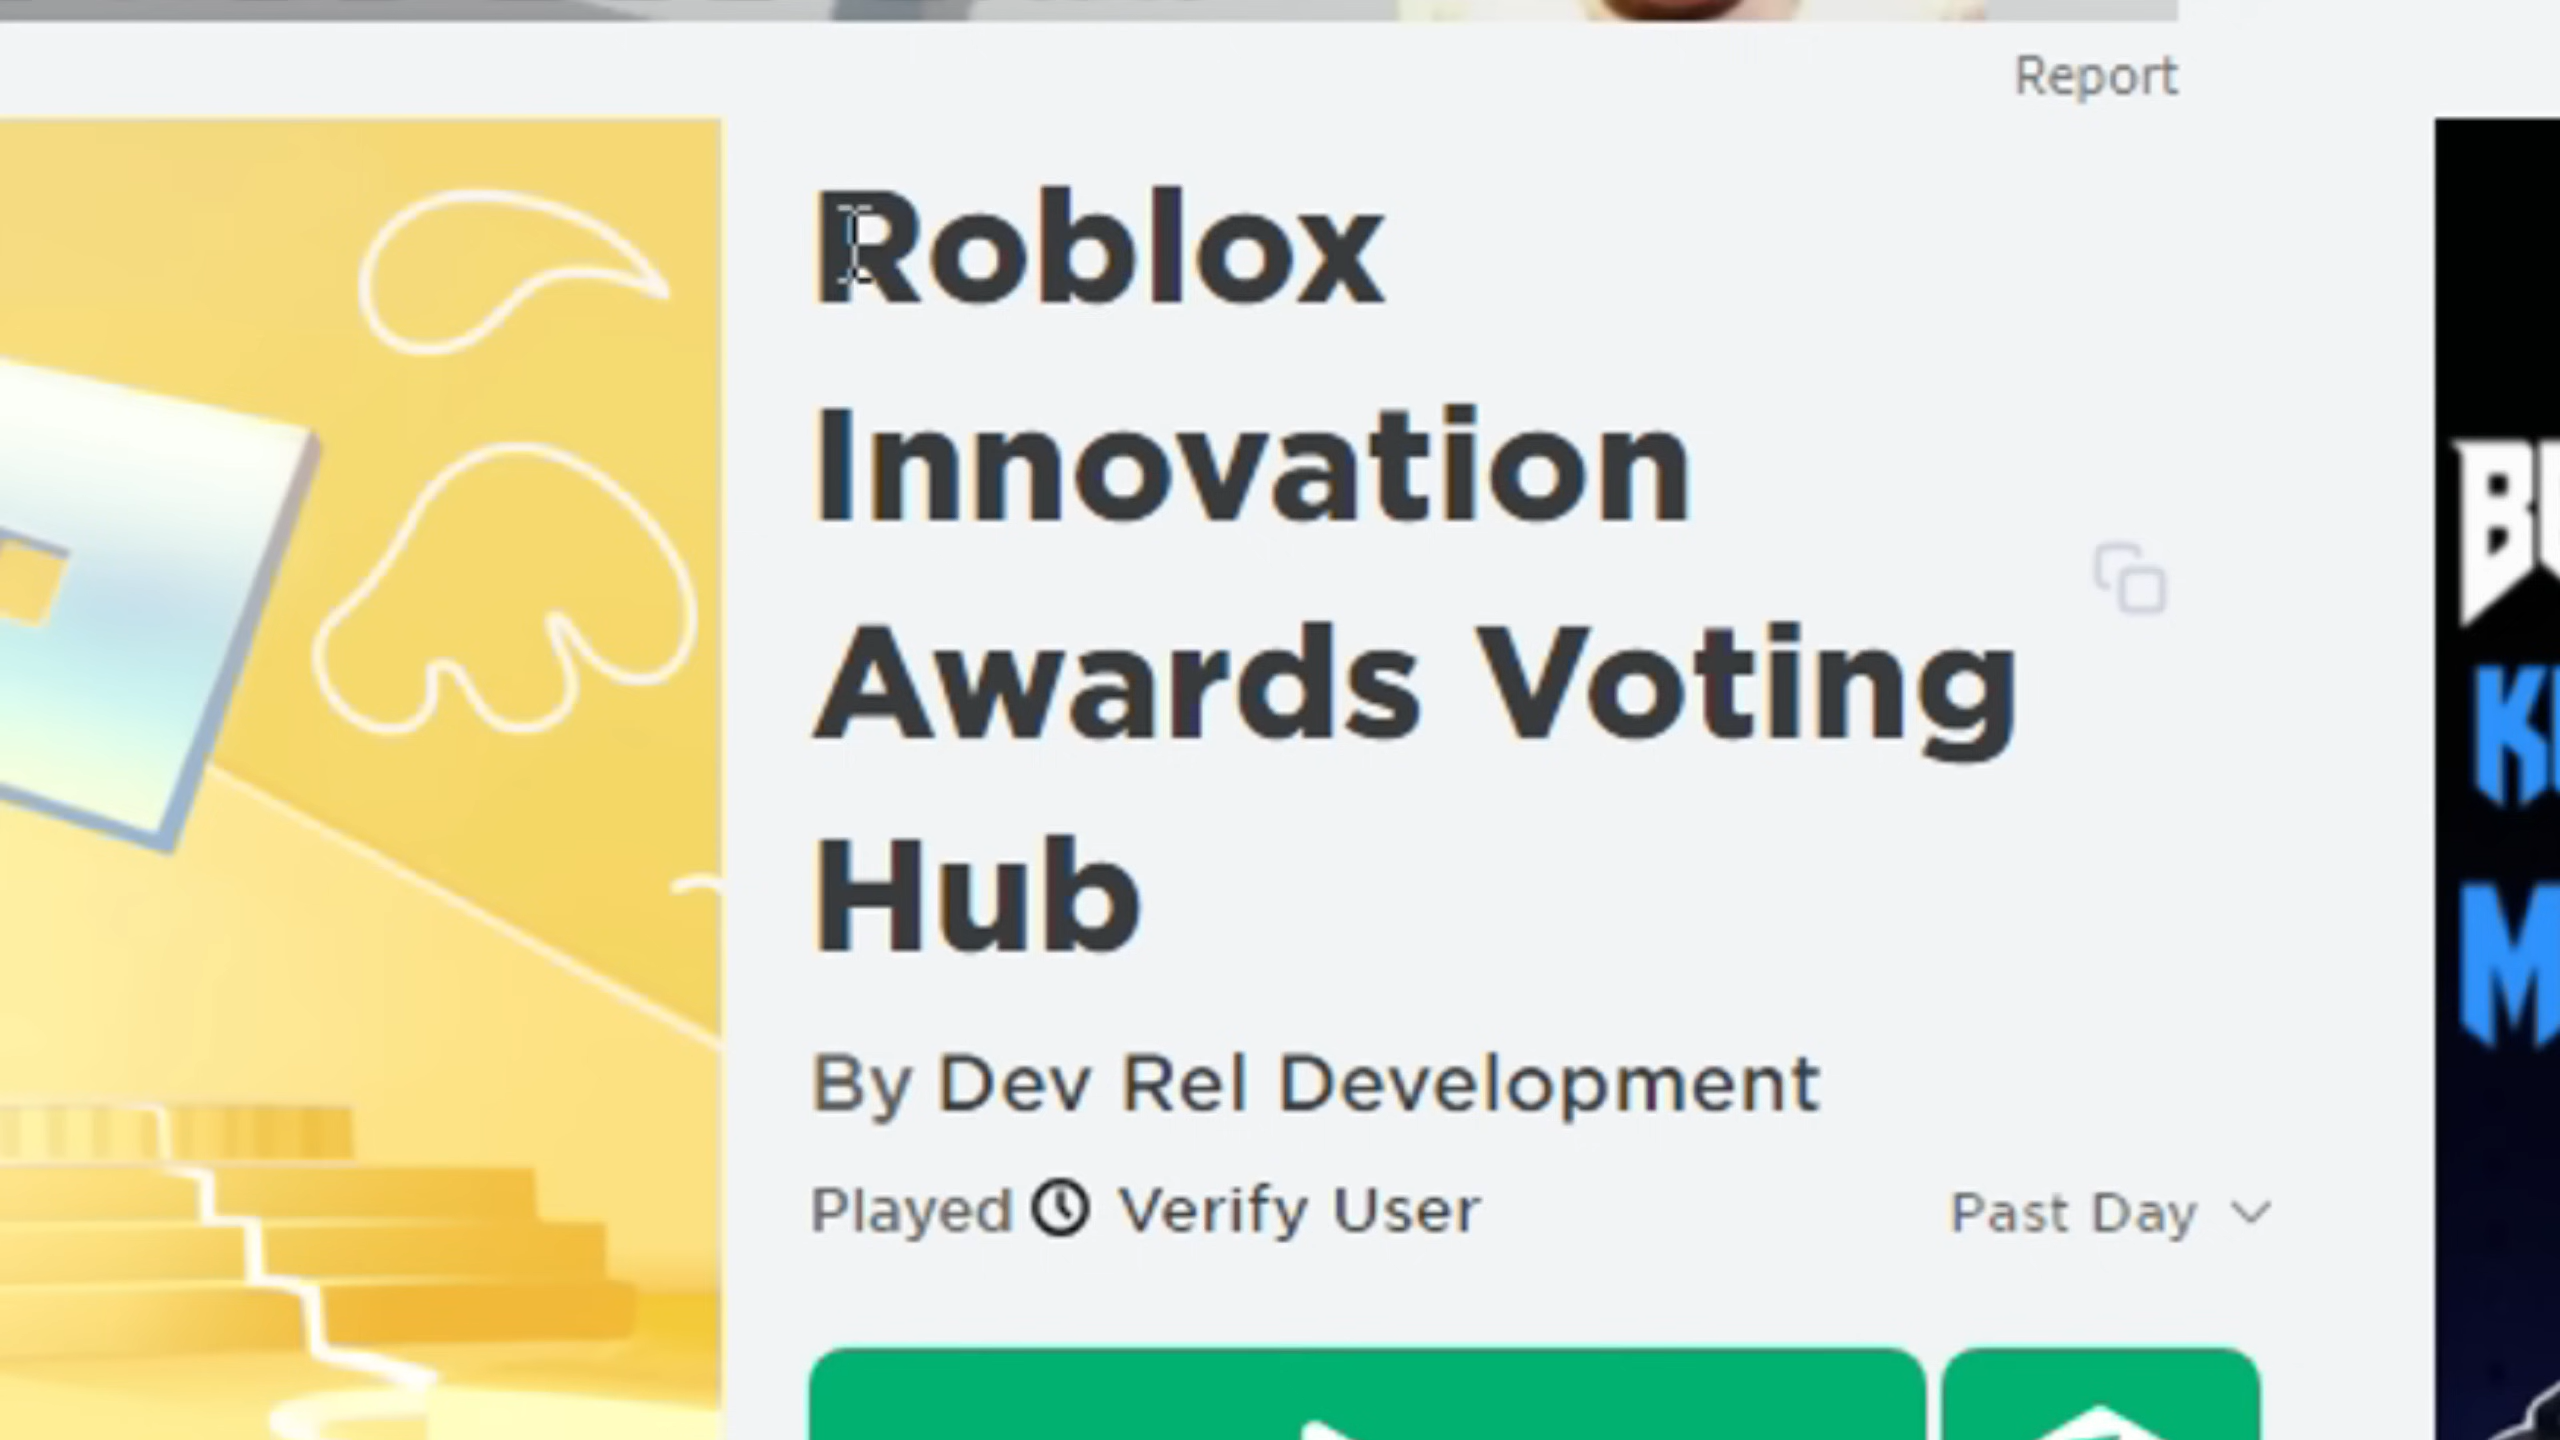 Report
Roblox
Innovation
Awards Voting
Hub
By Dev Rel Development
Played Verify User
Past Day